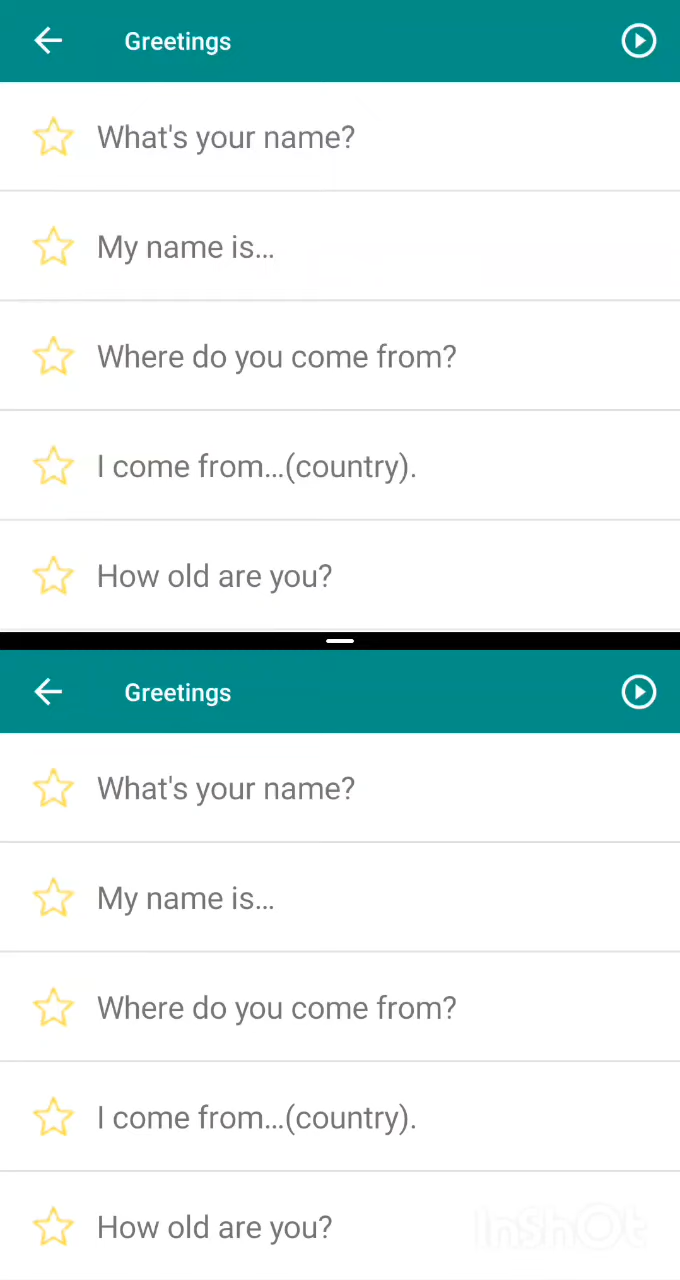 Greetings
What's your name?
My name is...
Where do you come from?
I come from...(country).
How old are you?
Greetings
What's your name?
My name is...
Where do you come from?
I come from...(country).
How old are you?
InShOt